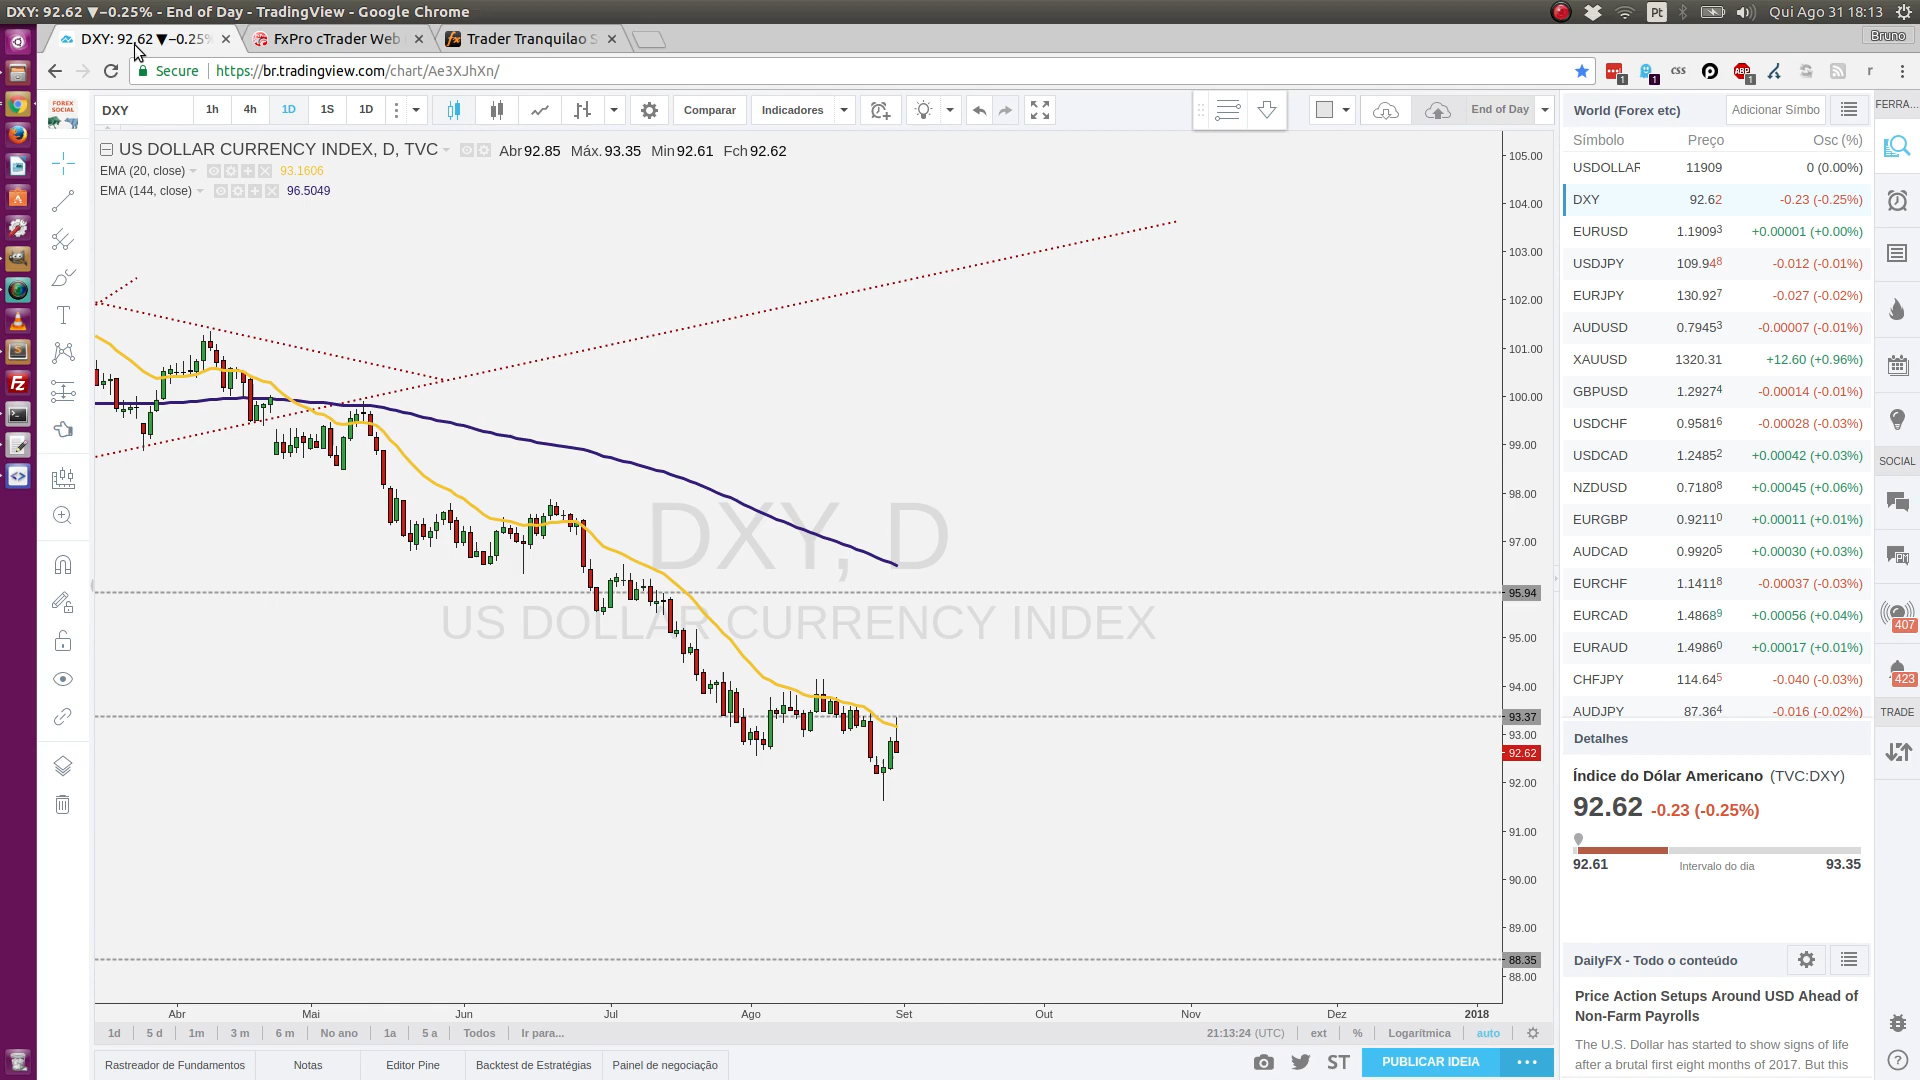 DXY: 92.62 ▼−0.25% - End of Day - TradingView - Google Chrome
Pt
Qui Ago 31 18:13
DXY: 92.62 ▼−0.25%
FxPro cTrader Web
Trader Tranquilao S
Bruno
Secure
https://br.tradingview.com/chart/Ae3XJhXn/
FOREX
SOCIAL
DXY
1h
4h
1D
1S
1D
Comparar
Indicadores
End of Day
World (Forex etc)
Adicionar Símbo
FERRA...
US DOLLAR CURRENCY INDEX, D, TVC
Abr 92.85 Máx. 93.35 Min 92.61 Fch 92.62
EMA (20, close)
93.1606
EMA (144, close)
96.5049
DXY, D
US DOLLAR CURRENCY INDEX
105.00
104.00
103.00
102.00
101.00
100.00
99.00
98.00
97.00
95.94
95.00
94.00
93.37
93.00
92.62
92.00
91.00
90.00
89.00
88.35
88.00
Abr
Mai
Jun
Jul
Ago
Set
Out
Nov
Dez
2018
1d
5 d
1m
3 m
6 m
No ano
1a
5 a
Todos
Ir para...
21:13:24 (UTC)
ext
%
Logarítmica
auto
Rastreador de Fundamentos
Notas
Editor Pine
Backtest de Estratégias
Painel de negociação
ST
PUBLICAR IDEIA
Símbolo Preço Osc (%)
USDOLLAR 11909 0 (0.00%)
DXY 92.62 -0.23 (-0.25%)
EURUSD 1.19093 +0.00001 (+0.00%)
USDJPY 109.948 -0.012 (-0.01%)
EURJPY 130.927 -0.027 (-0.02%)
AUDUSD 0.79453 -0.00007 (-0.01%)
XAUUSD 1320.31 +12.60 (+0.96%)
GBPUSD 1.29274 -0.00014 (-0.01%)
USDCHF 0.95816 -0.00028 (-0.03%)
USDCAD 1.24852 +0.00042 (+0.03%)
NZDUSD 0.71808 +0.00045 (+0.06%)
EURGBP 0.92110 +0.00011 (+0.01%)
AUDCAD 0.99205 +0.00030 (+0.03%)
EURCHF 1.14118 -0.00037 (-0.03%)
EURCAD 1.48689 +0.00056 (+0.04%)
EURAUD 1.49860 +0.00017 (+0.01%)
CHFJPY 114.645 -0.040 (-0.03%)
AUDJPY 87.364 -0.016 (-0.02%)
SOCIAL
407
423
TRADE
Detalhes
Índice do Dólar Americano (TVC:DXY)
92.62 -0.23 (-0.25%)
92.61 Intervalo do dia 93.35
DailyFX - Todo o conteúdo
Price Action Setups Around USD Ahead of
Non-Farm Payrolls
The U.S. Dollar has started to show signs of life
after a brutal first eight months of 2017. But this